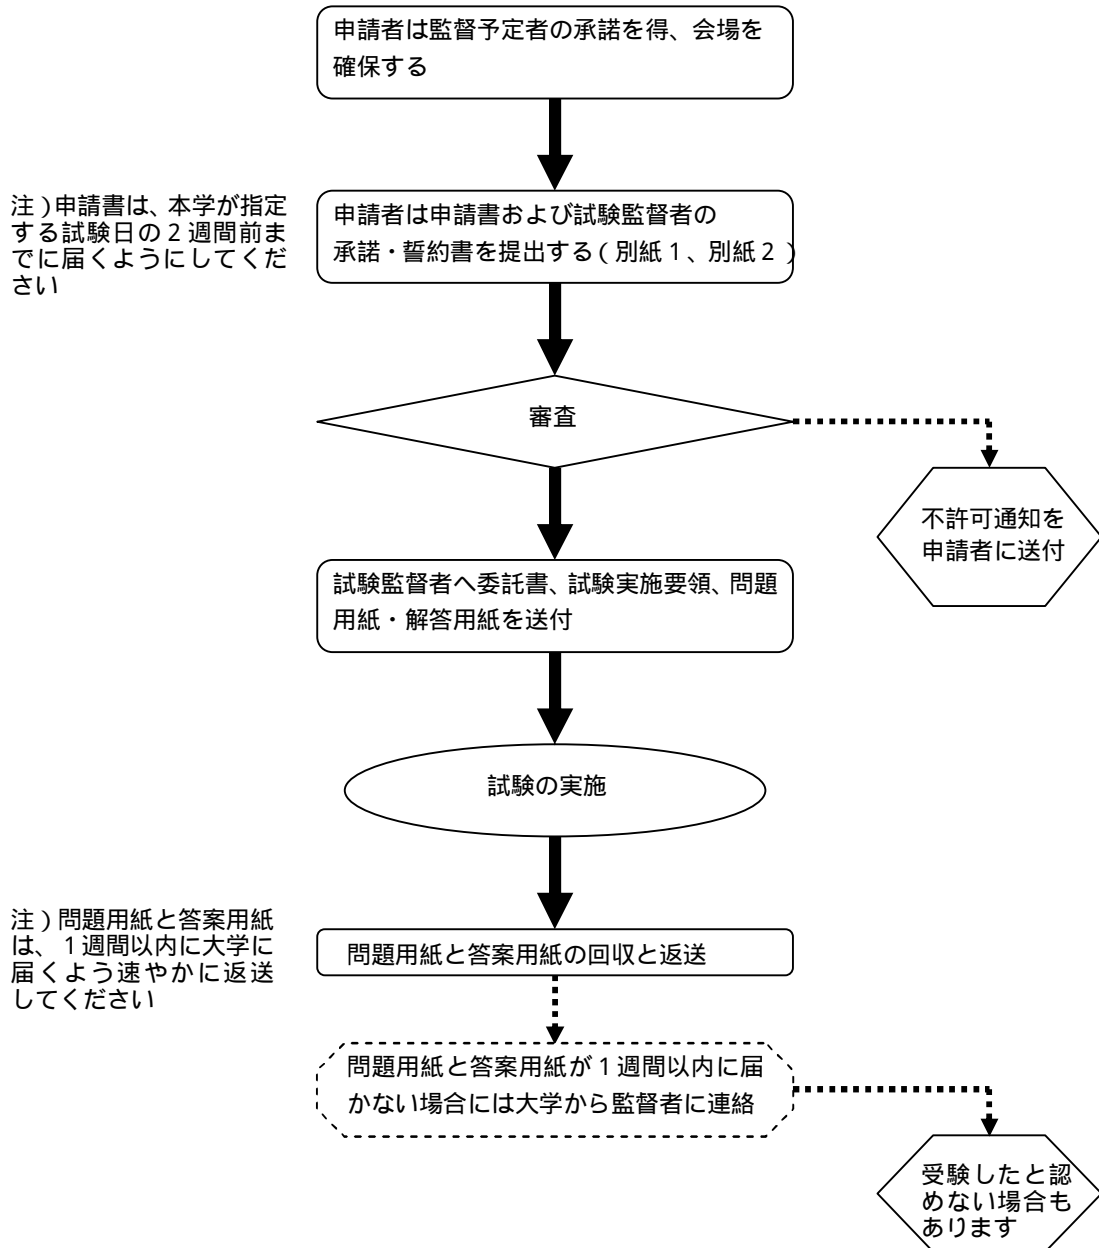 申請者は監督予定者の承諾を得、会場を
確保する
注）申請書は、本学が指定
する試験日の２週間前ま
でに届くようにしてくだ
さい
申請者は申請書および試験監督者の
承諾・誓約書を提出する（別紙１、別紙２）
審査
不許可通知を
申請者に送付
試験監督者へ委託書、試験実施要領、問題
用紙・解答用紙を送付
試験の実施
注）問題用紙と答案用紙
は、１週間以内に大学に
届くよう速やかに返送
してください
問題用紙と答案用紙の回収と返送
問題用紙と答案用紙が１週間以内に届
かない場合には大学から監督者に連絡
受験したと認
めない場合も
あります